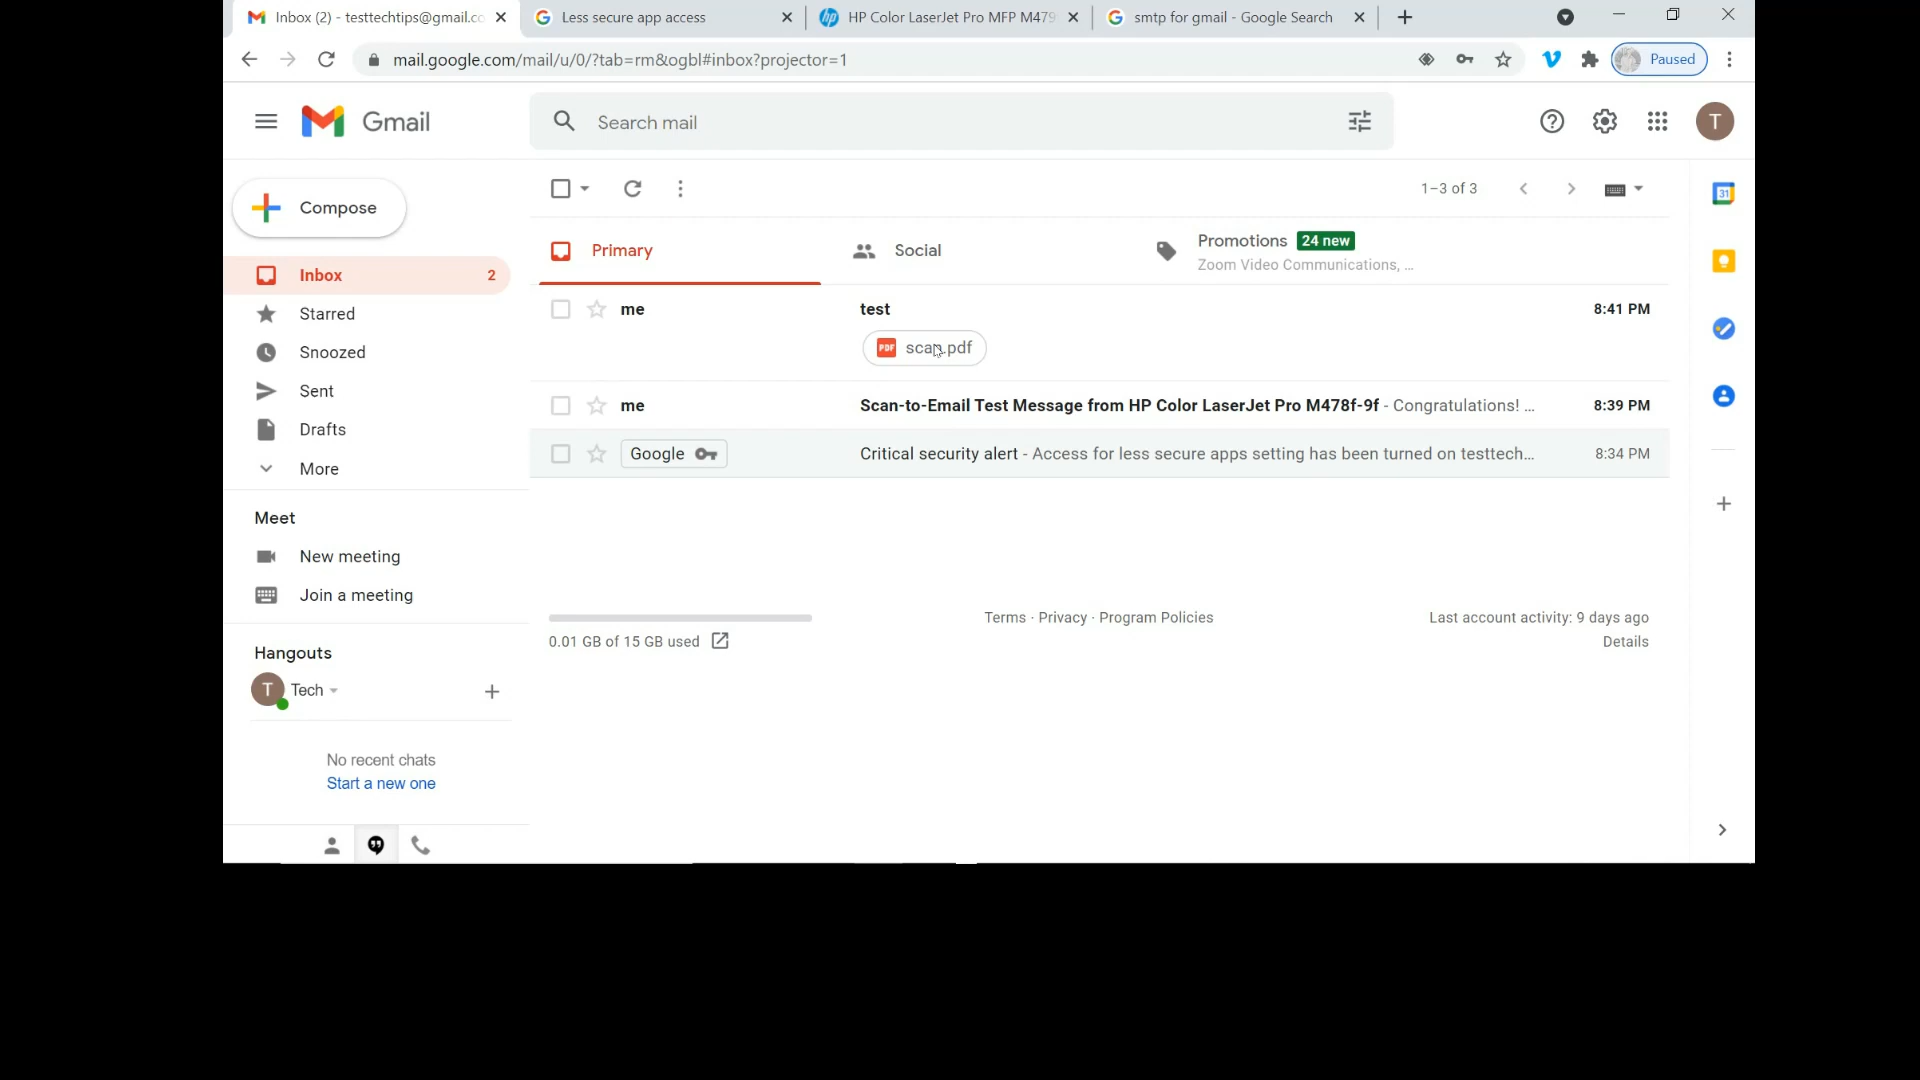 Inbox (2) - testtechtips@gmail.co
Less secure app access
HP Color LaserJet Pro MFP M479
smtp for gmail - Google Search
mail.google.com/mail/u/0/?tab=rm&ogbl#inbox?projector=1
Paused
Gmail
Search mail
T
Compose
1–3 of 3
31
Primary
Social
Promotions 24 new
Zoom Video Communications, ...
Inbox 2
Starred
Snoozed
Sent
Drafts
More
me test 8:41 PM
PDF scan.pdf
me Scan-to-Email Test Message from HP Color LaserJet Pro M478f-9f - Congratulations! ... 8:39 PM
Google Critical security alert - Access for less secure apps setting has been turned on testtech... 8:34 PM
Meet
New meeting
Join a meeting
0.01 GB of 15 GB used
Terms · Privacy · Program Policies
Last account activity: 9 days ago
Details
Hangouts
T Tech
No recent chats
Start a new one